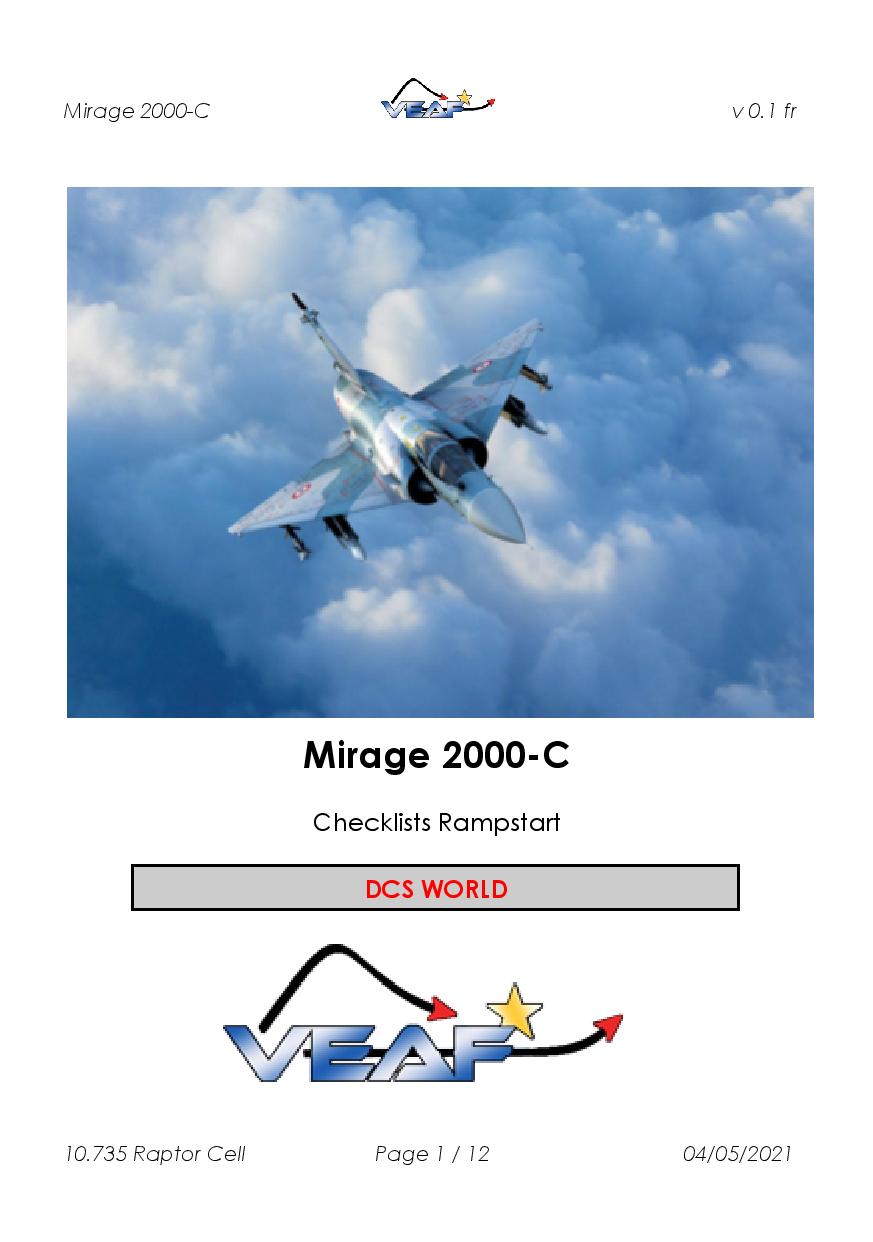 Mirage 2000-C VEAF v 0.1 fr
Mirage 2000-C
Checklists Rampstart
DCS WORLD
VEAF
10.735 Raptor Cell Page 1 / 12 04/05/2021